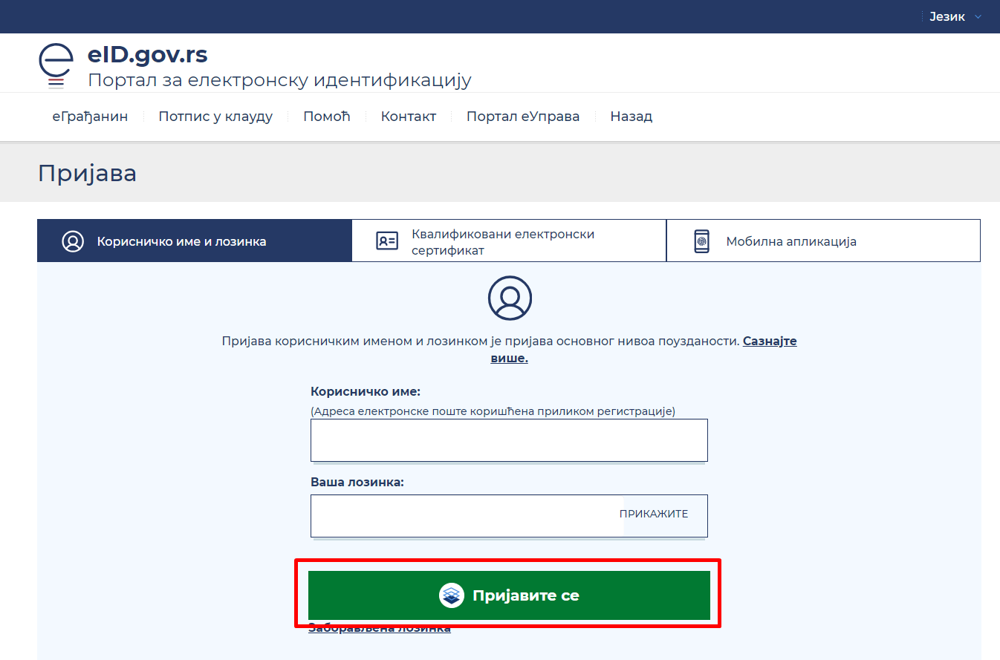 Језик
eID.gov.rs
Портал за електронску идентификацију
еГрађанин Потпис у клауду Помоћ Контакт Портал еУправа Назад
Пријава
Корисничко име и лозинка
Квалификовани електронски
сертификат
Мобилна апликација
Пријава корисничким именом и лозинком је пријава основног нивоа поузданости. Сазнајте
више.
Корисничко име:
(Адреса електронске поште коришћена приликом регистрације)
Ваша лозинка:
ПРИКАЖИТЕ
Пријавите се
Заборављена лозинка